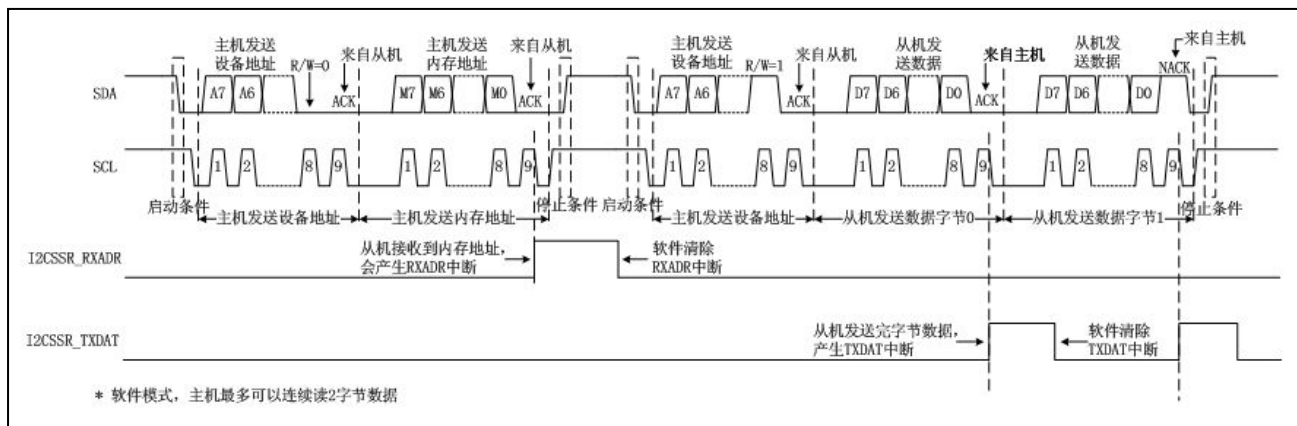 主机发送
设备地址
R/W=0
来自从机
主机发送
内存地址
来自从机
主机发送
设备地址
R/W=1
来自从机
从机发
送数据
来自主机
从机发
送数据
来自主机
NACK
SDA
A7 A6 ACK M7 M6 M0 ACK A7 A6 ACK D7 D6 D0 ACK D7 D6 D0
SCL
1 2 8 9 1 2 8 9 1 2 8 9 1 2 8 9 1 2 8 9
启动条件
主机发送设备地址
主机发送内存地址
停止条件
启动条件
主机发送设备地址
从机发送数据字节0
从机发送数据字节1
停止条件
I2CSSR_RXADR
从机接收到内存地址,
会产生RXADR中断
软件清除
RXADR中断
I2CSSR_TXDAT
从机发送完字节数据,
产生TXDAT中断
软件清除
TXDAT中断
* 软件模式, 主机最多可以连续读2字节数据